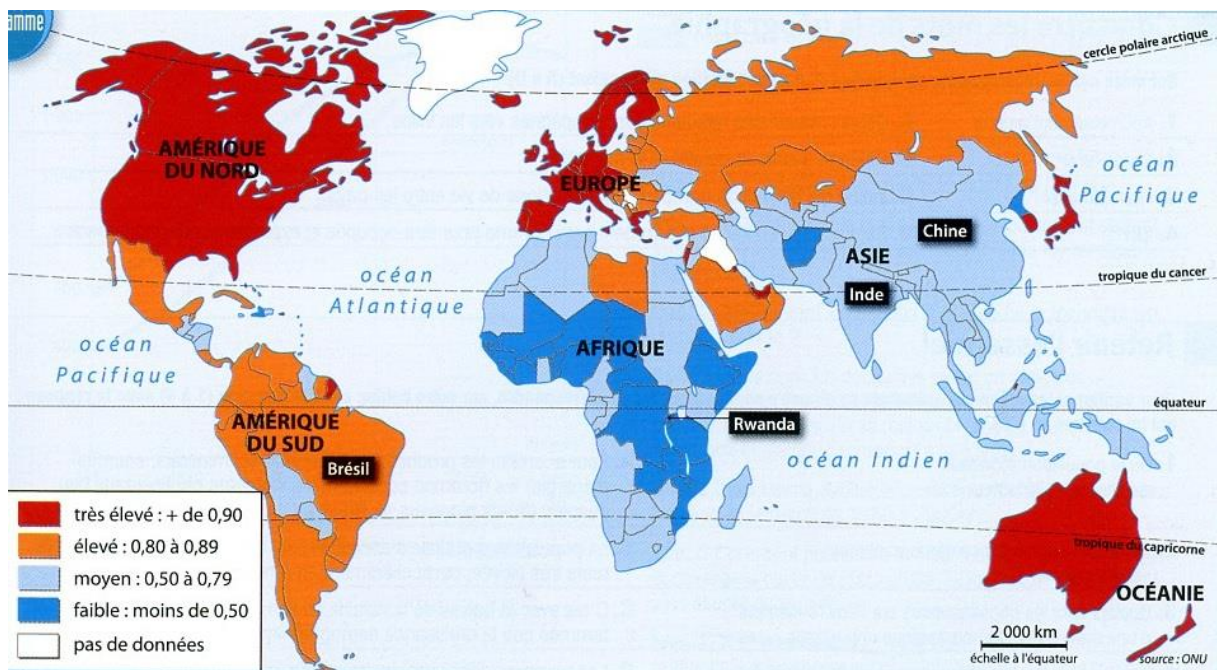 amme
cercle polaire arctique
AMÉRIQUE
DU NORD
EUROPE
océan
Pacifique
Chine
ASIE
océan
Atlantique
tropique du cancer
Inde
océan
Pacifique
AFRIQUE
équateur
AMÉRIQUE
DU SUD
Rwanda
Brésil
océan Indien
très élevé : + de 0,90
élevé : 0,80 à 0,89
moyen : 0,50 à 0,79
faible : moins de 0,50
pas de données
tropique du capricorne
OCÉANIE
2 000 km
échelle à l'équateur
source : ONU